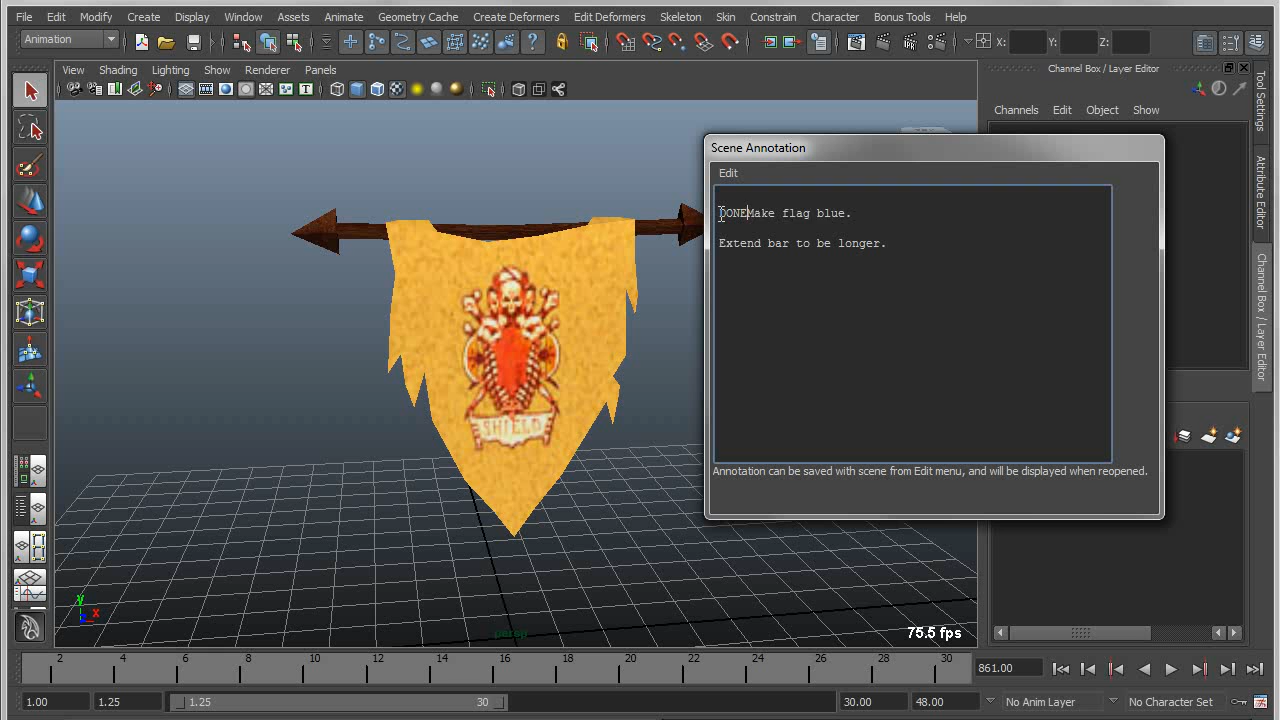 File Edit Modify Create Display Window Assets Animate Geometry Cache Create Deformers Edit Deformers Skeleton Skin Constrain Character Bonus Tools Help
Animation
X: Y: Z:
View Shading Lighting Show Renderer Panels
Channel Box / Layer Editor
Channels Edit Object Show
Tool Settings
Attribute Editor
Channel Box / Layer Editor
Scene Annotation
Edit
DONEMake flag blue.
Extend bar to be longer.
Annotation can be saved with scene from Edit menu, and will be displayed when reopened.
SHIELD
y
x
persp
75.5 fps
2 4 6 8 10 12 14 16 18 20 22 24 26 28 30
861.00
1.00 1.25 1.25 30 30.00 48.00 No Anim Layer No Character Set